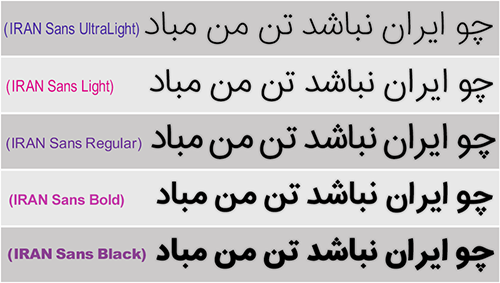 چو ایران نباشد تن من مباد (IRAN Sans UltraLight)
چو ایران نباشد تن من مباد (IRAN Sans Light)
چو ایران نباشد تن من مباد (IRAN Sans Regular)
چو ایران نباشد تن من مباد (IRAN Sans Bold)
چو ایران نباشد تن من مباد (IRAN Sans Black)